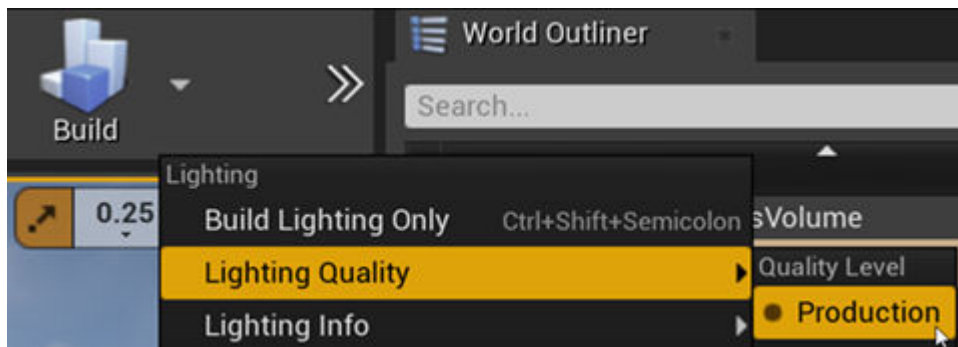 World Outliner
Search...
Build
Lighting
0.25
Build Lighting Only Ctrl+Shift+Semicolon
sVolume
Lighting Quality
Quality Level
Production
Lighting Info